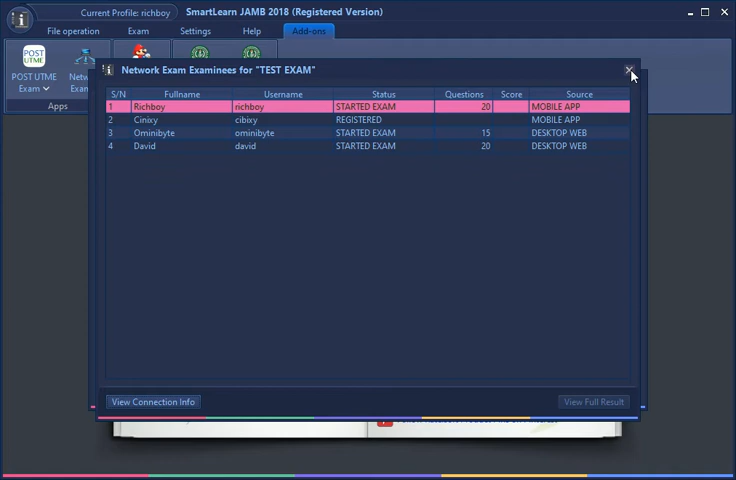 Current Profile: richboy
SmartLearn JAMB 2018 (Registered Version)
File operation Exam Settings Help Add-ons
POST UTME
POST UTME
Exam
Apps
Network Exam Examinees for "TEST EXAM"
S/N Fullname Username Status Questions Score Source
1 Richboy richboy STARTED EXAM 20 MOBILE APP
2 Cinixy cibixy REGISTERED MOBILE APP
3 Ominibyte ominibyte STARTED EXAM 15 DESKTOP WEB
4 David david STARTED EXAM 20 DESKTOP WEB
View Connection Info View Full Result